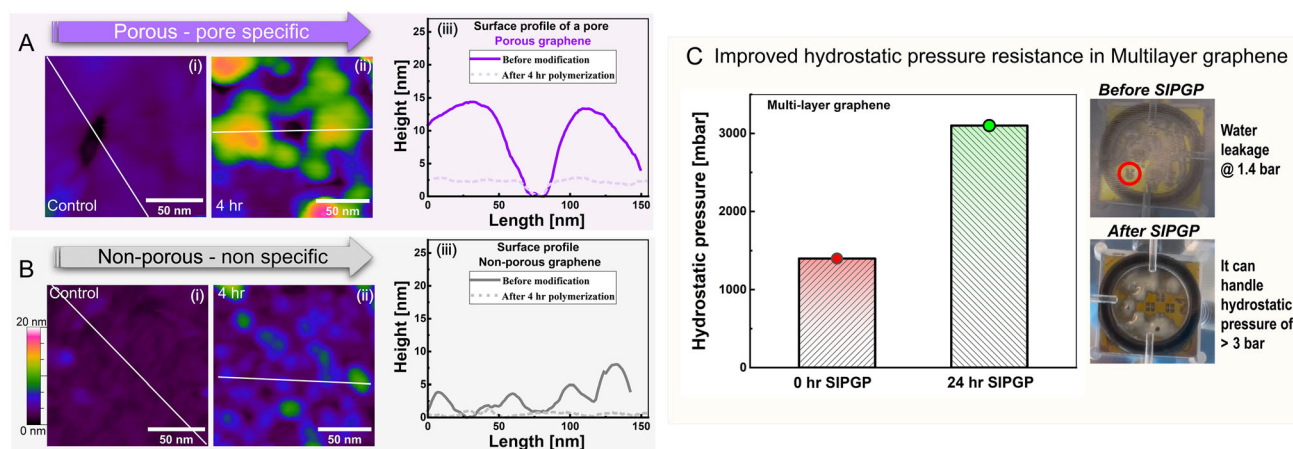 A
Porous - pore specific
(i)
Control
50 nm
(ii)
4 hr
50 nm
(iii)
Surface profile of a pore
Porous graphene
Before modification
After 4 hr polymerization
Height [nm]
25
20
15
10
5
0
0
50
100
150
Length [nm]
B
Non-porous - non specific
Control
(i)
20 nm
0 nm
50 nm
4 hr
(ii)
50 nm
(iii)
Surface profile
Non-porous graphene
Before modification
After 4 hr polymerization
Height [nm]
25
20
15
10
5
0
0
50
100
150
Length [nm]
C Improved hydrostatic pressure resistance in Multilayer graphene
Multi-layer graphene
Hydrostatic pressure [mbar]
3000
2000
1000
0
0 hr SIPGP
24 hr SIPGP
Before SIPGP
Water
leakage
@ 1.4 bar
After SIPGP
It can
handle
hydrostatic
pressure of
> 3 bar